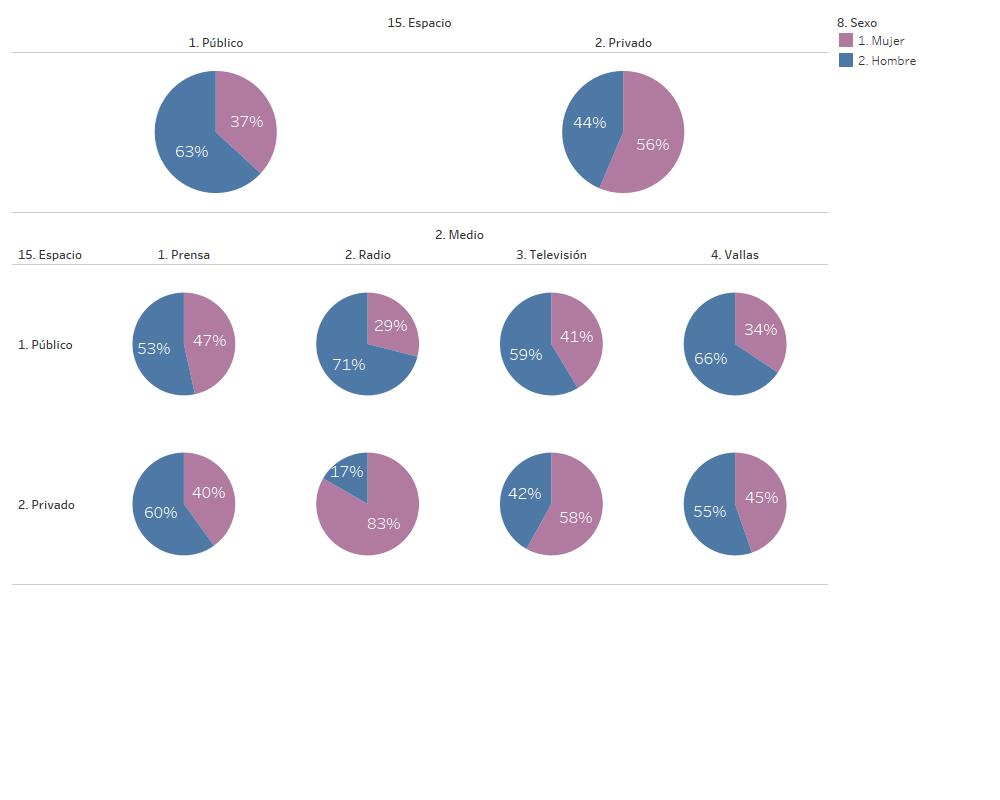 15. Espacio
8. Sexo
1. Público
2. Privado
1. Mujer
2. Hombre
37%
63%
44%
56%
2. Medio
15. Espacio
1. Prensa
2. Radio
3. Televisión
4. Vallas
1. Público
53%
47%
29%
71%
41%
59%
34%
66%
2. Privado
40%
60%
17%
83%
42%
58%
45%
55%